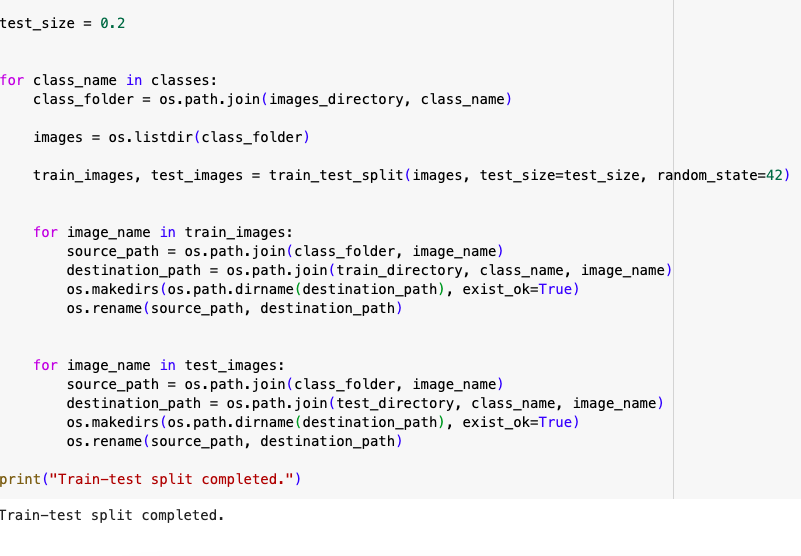 test_size = 0.2
for class_name in classes:
    class_folder = os.path.join(images_directory, class_name)
    images = os.listdir(class_folder)
    train_images, test_images = train_test_split(images, test_size=test_size, random_state=42)
    for image_name in train_images:
        source_path = os.path.join(class_folder, image_name)
        destination_path = os.path.join(train_directory, class_name, image_name)
        os.makedirs(os.path.dirname(destination_path), exist_ok=True)
        os.rename(source_path, destination_path)
    for image_name in test_images:
        source_path = os.path.join(class_folder, image_name)
        destination_path = os.path.join(test_directory, class_name, image_name)
        os.makedirs(os.path.dirname(destination_path), exist_ok=True)
        os.rename(source_path, destination_path)
print("Train-test split completed.")
Train-test split completed.